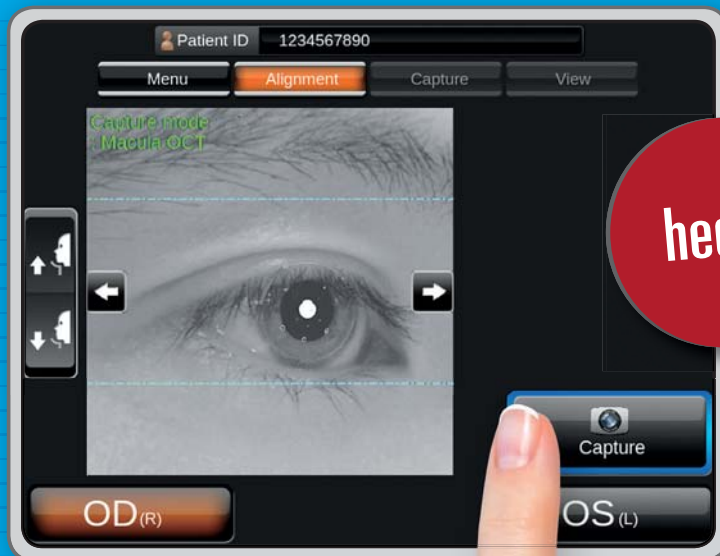 Patient ID 1234567890
Menu Alignment Capture View
Capture mode
: Macula OCT
Capture
OD (R) OS (L)